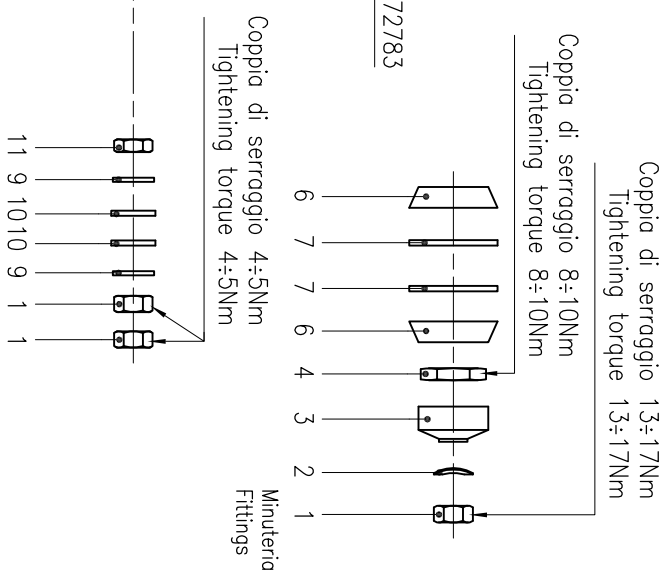 Coppia di serraggio 13÷17Nm
Tightening torque 13÷17Nm
Coppia di serraggio 8÷10Nm
Tightening torque 8÷10Nm
72783
Coppia di serraggio 4÷5Nm
Tightening torque 4÷5Nm
6
7
7
6
4
3
2
1
Minuteria
Fittings
11
9
10
10
9
1
1